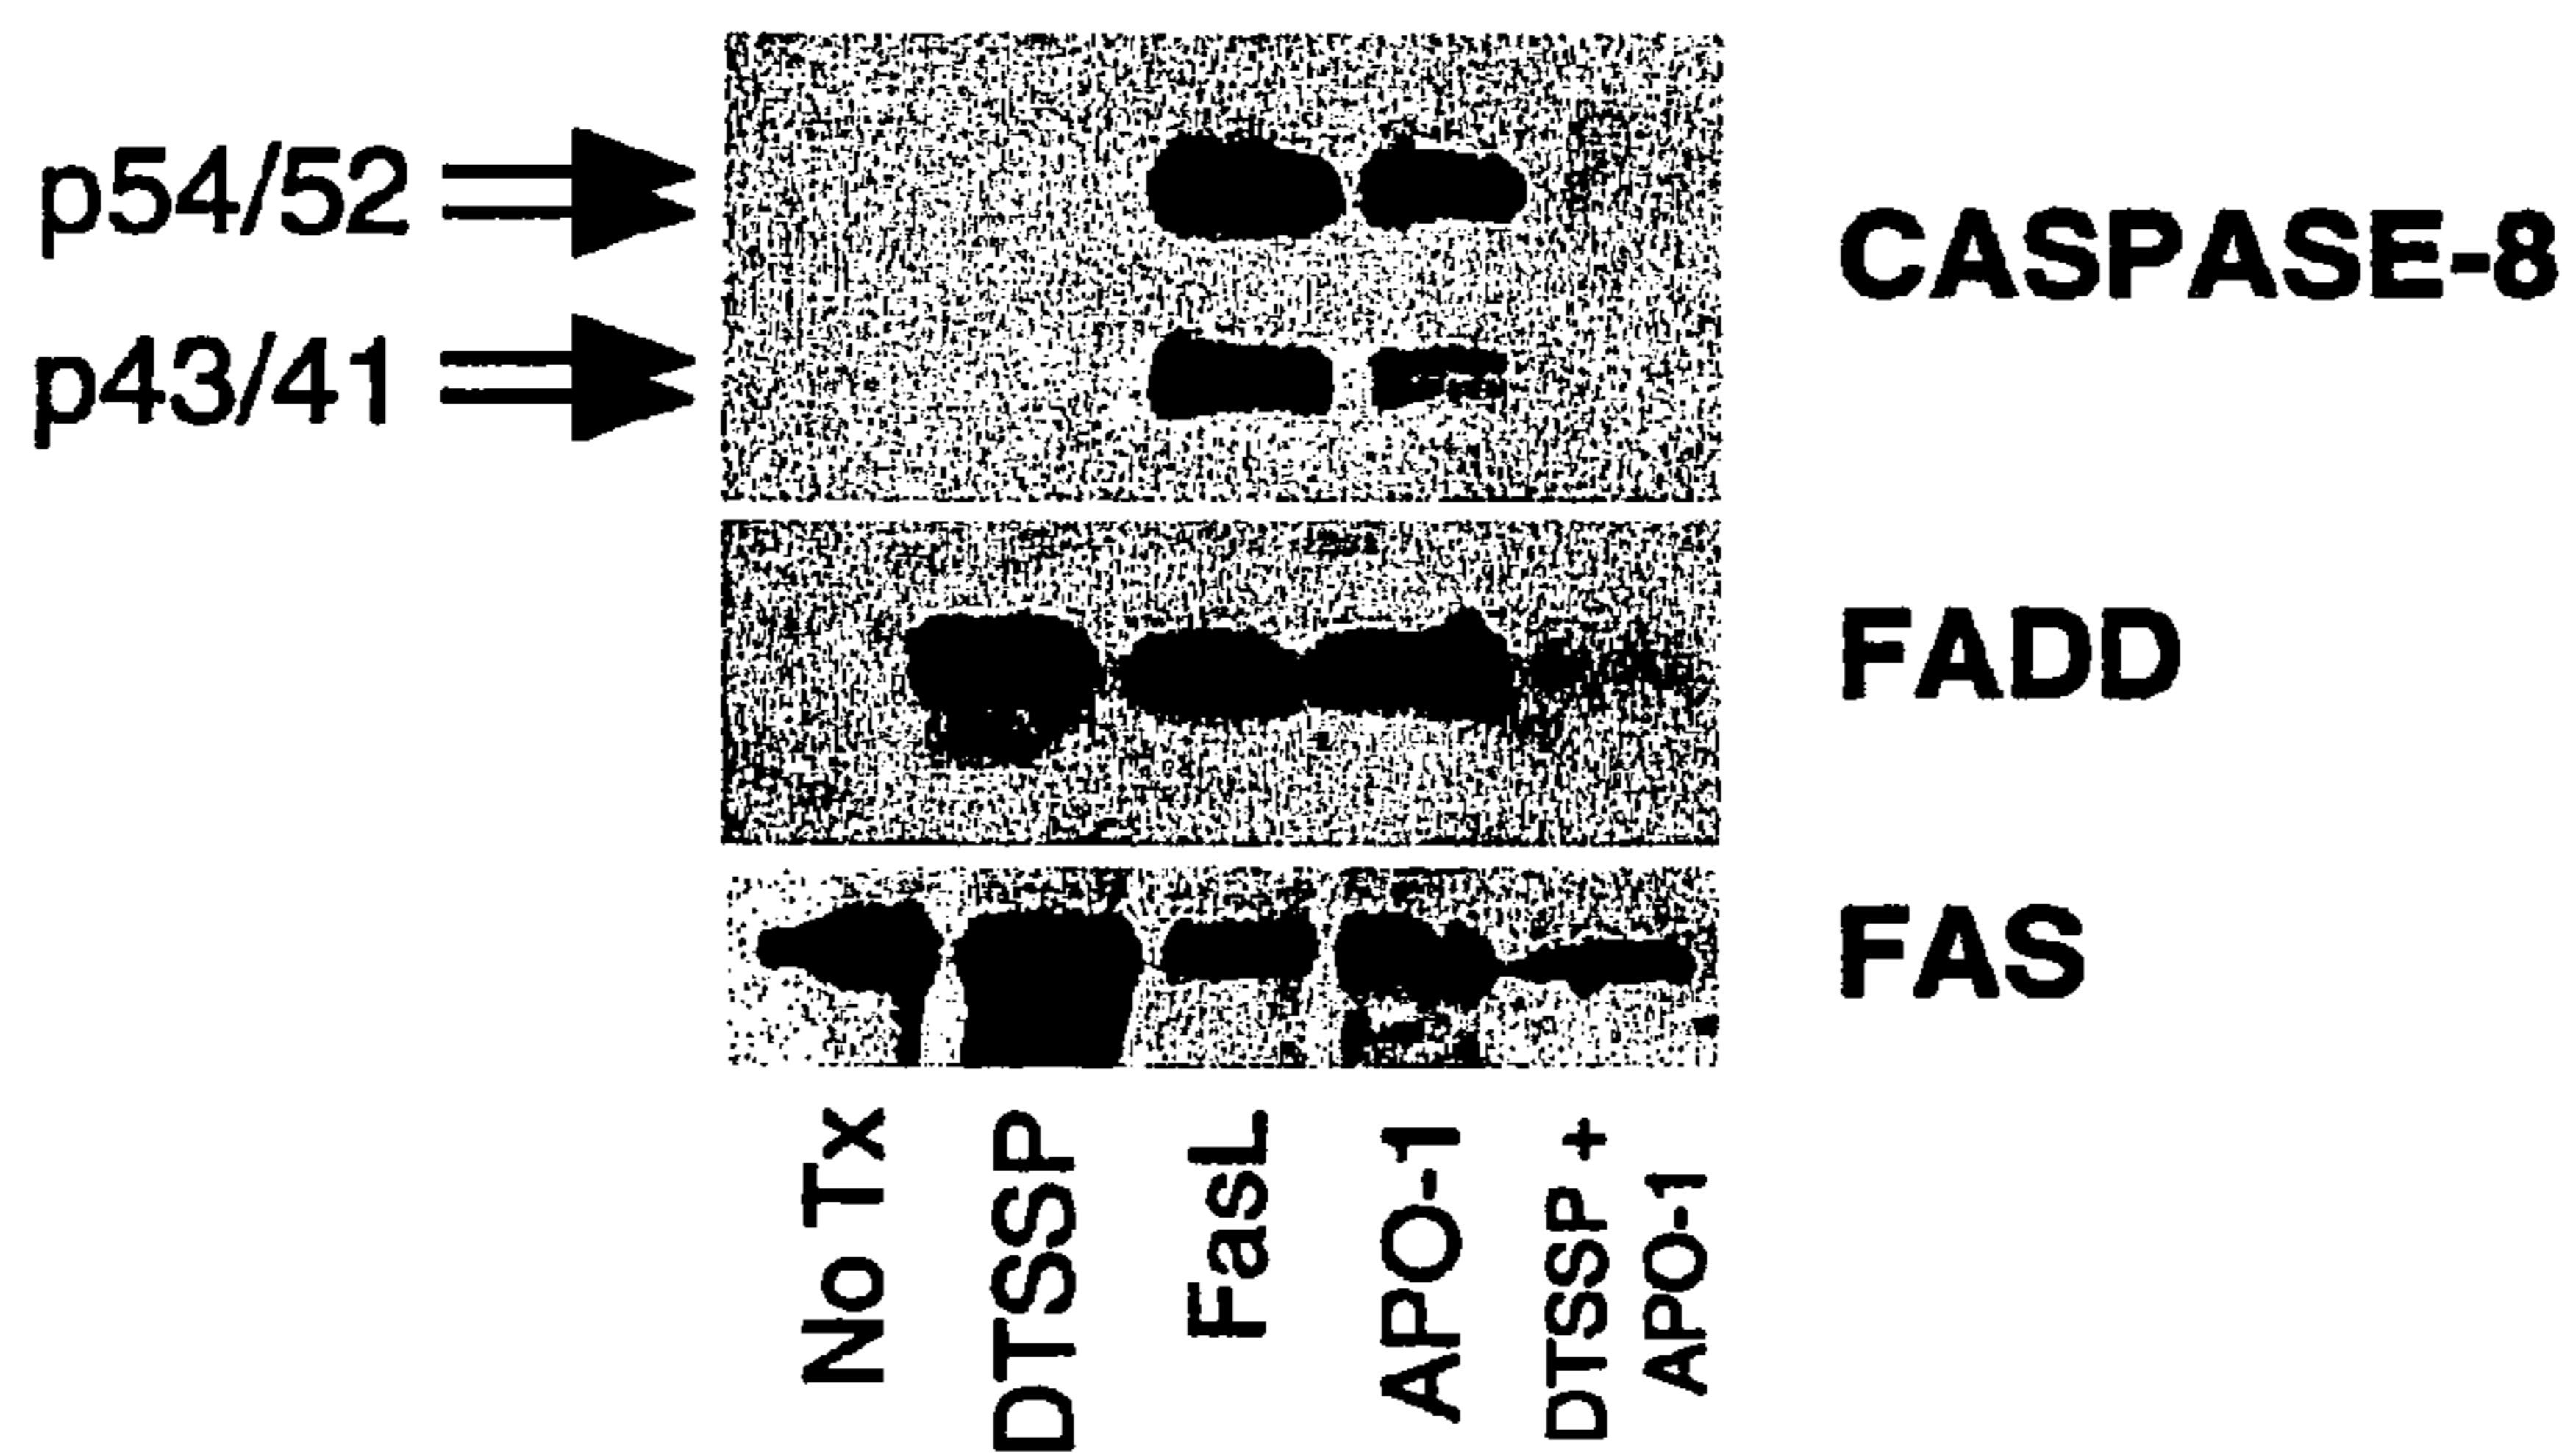 p54/52
CASPASE-8
p43/41
FADD
FAS
No Tx
DTSSP
FasL
APO-1
DTSSP +
APO-1